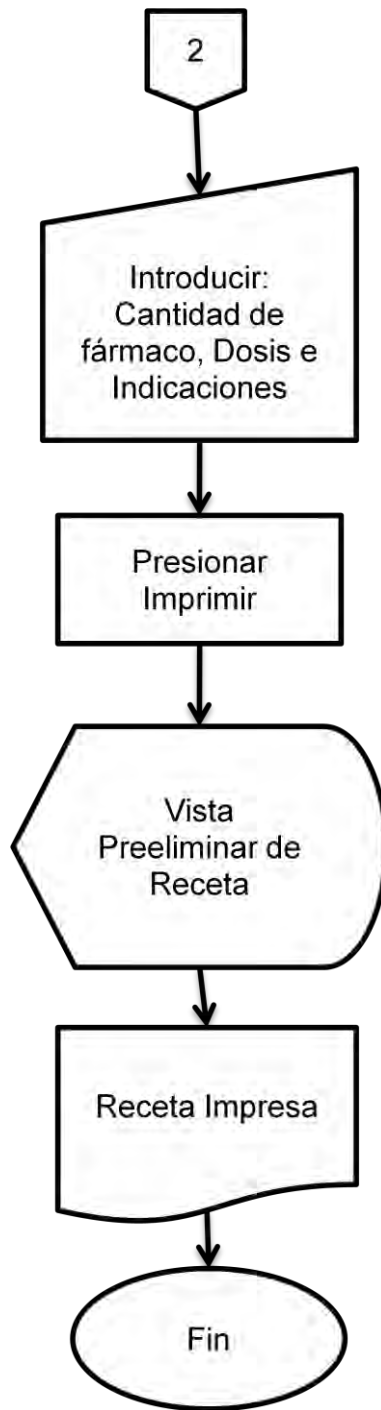 2
Introducir:
Cantidad de
fármaco, Dosis e
Indicaciones
Presionar
Imprimir
Vista
Preeliminar de
Receta
Receta Impresa
Fin